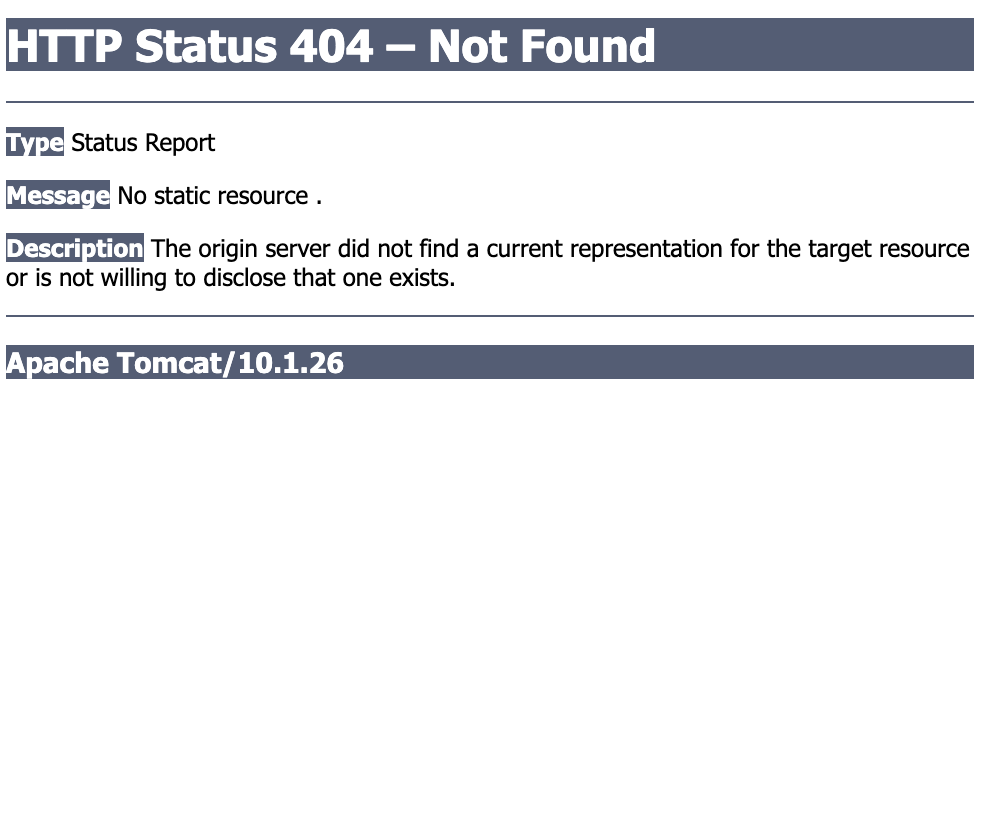 HTTP Status 404 – Not Found
Type Status Report
Message No static resource .
Description The origin server did not find a current representation for the target resource
or is not willing to disclose that one exists.
Apache Tomcat/10.1.26